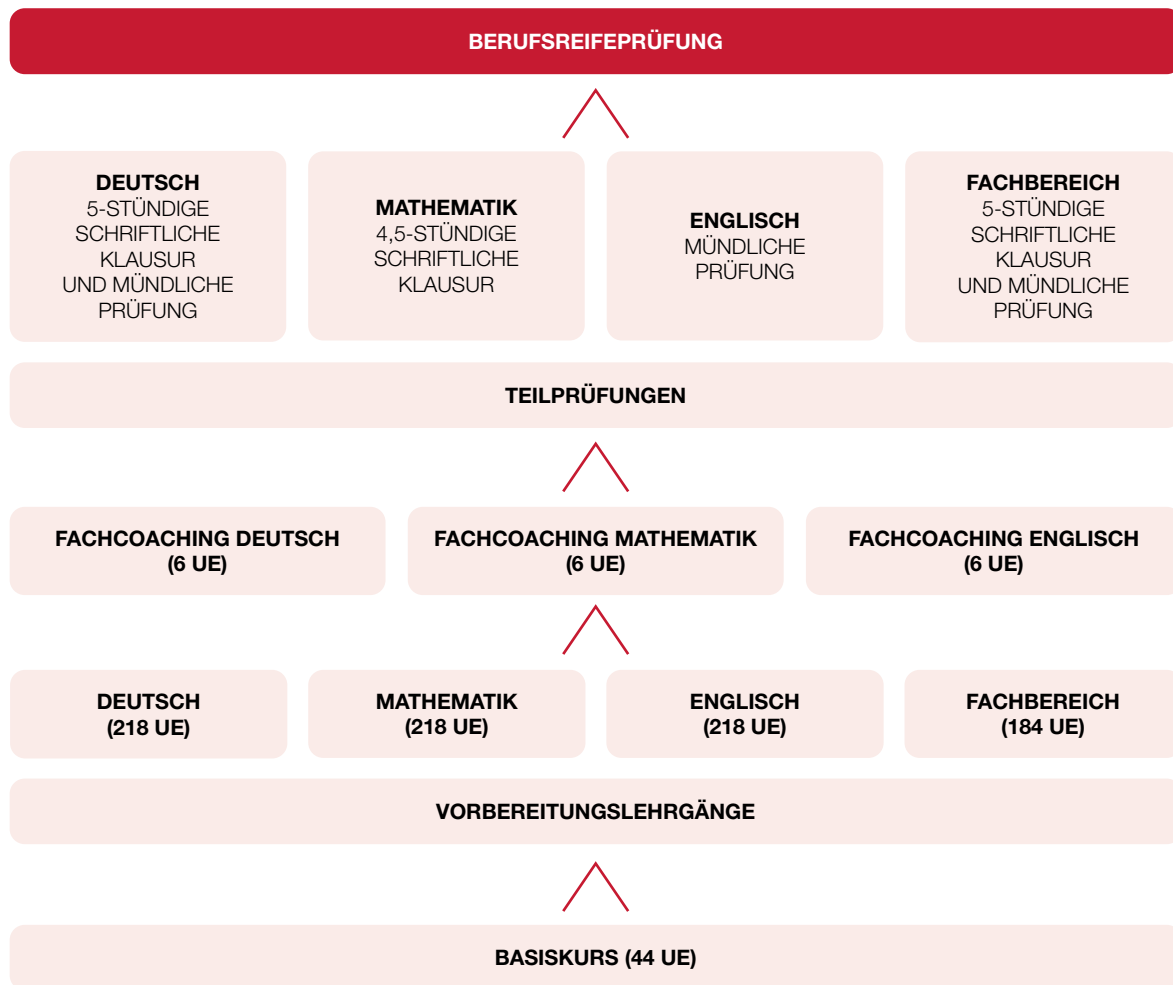 BERUFSREIFEPRÜFUNG
DEUTSCH
5-STÜNDIGE
SCHRIFTLICHE
KLAUSUR
UND MÜNDLICHE
PRÜFUNG
MATHEMATIK
4,5-STÜNDIGE
SCHRIFTLICHE
KLAUSUR
ENGLISCH
MÜNDLICHE
PRÜFUNG
FACHBEREICH
5-STÜNDIGE
SCHRIFTLICHE
KLAUSUR
UND MÜNDLICHE
PRÜFUNG
TEILPRÜFUNGEN
FACHCOACHING DEUTSCH
(6 UE)
FACHCOACHING MATHEMATIK
(6 UE)
FACHCOACHING ENGLISCH
(6 UE)
DEUTSCH
(218 UE)
MATHEMATIK
(218 UE)
ENGLISCH
(218 UE)
FACHBEREICH
(184 UE)
VORBEREITUNGSLEHRGÄNGE
BASISKURS (44 UE)